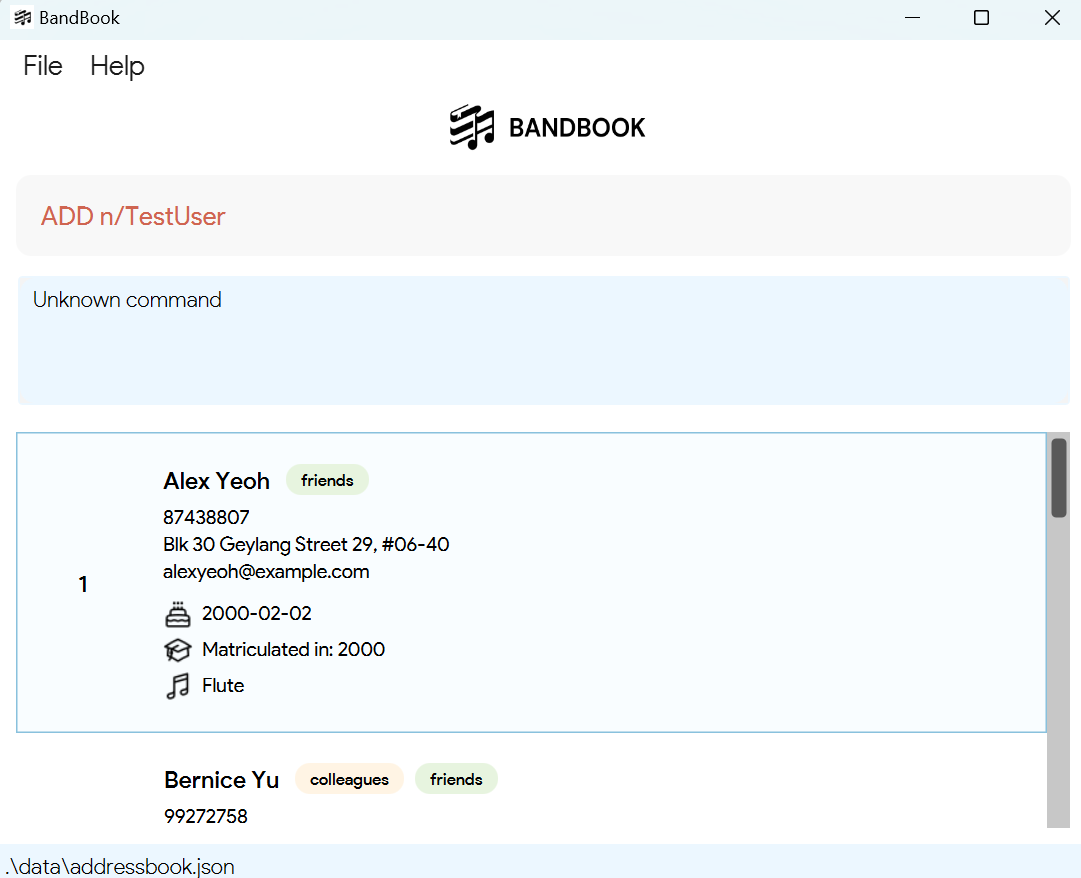 BandBook
File Help
BANDBOOK
ADD n/TestUser
Unknown command
Alex Yeoh friends
87438807
Blk 30 Geylang Street 29, #06-40
alexyeoh@example.com
1
2000-02-02
Matriculated in: 2000
Flute
Bernice Yu colleagues friends
99272758
.\data\addressbook.json